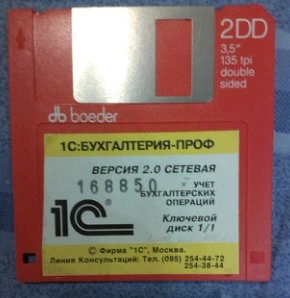 2DD
3,5"
135 tpi
double
sided
db boeder
1С:БУХГАЛТЕРИЯ-ПРОФ
ВЕРСИЯ 2.0 СЕТЕВАЯ
168850
УЧЕТ
БУХГАЛТЕРСКИХ
ОПЕРАЦИЙ
1С®
Ключевой
диск 1/1
© Фирма "1С", Москва.
Линия Консультаций: Тел. (095) 254-44-72
254-38-44